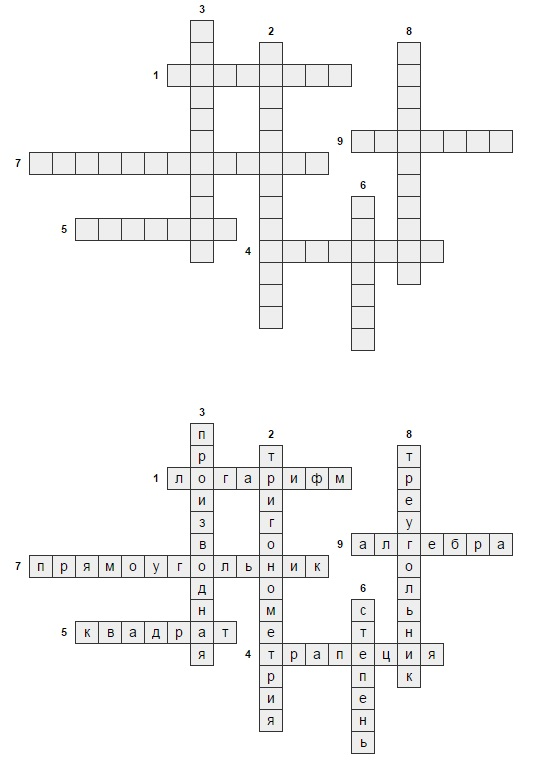 3
2 8
1
9
7
6
5
4
3 производная
2 тригонометрия
8 треугольник
1 логарифм
9 алгебра
7 прямоугольник
6 степень
5 квадрат
4 трапеция